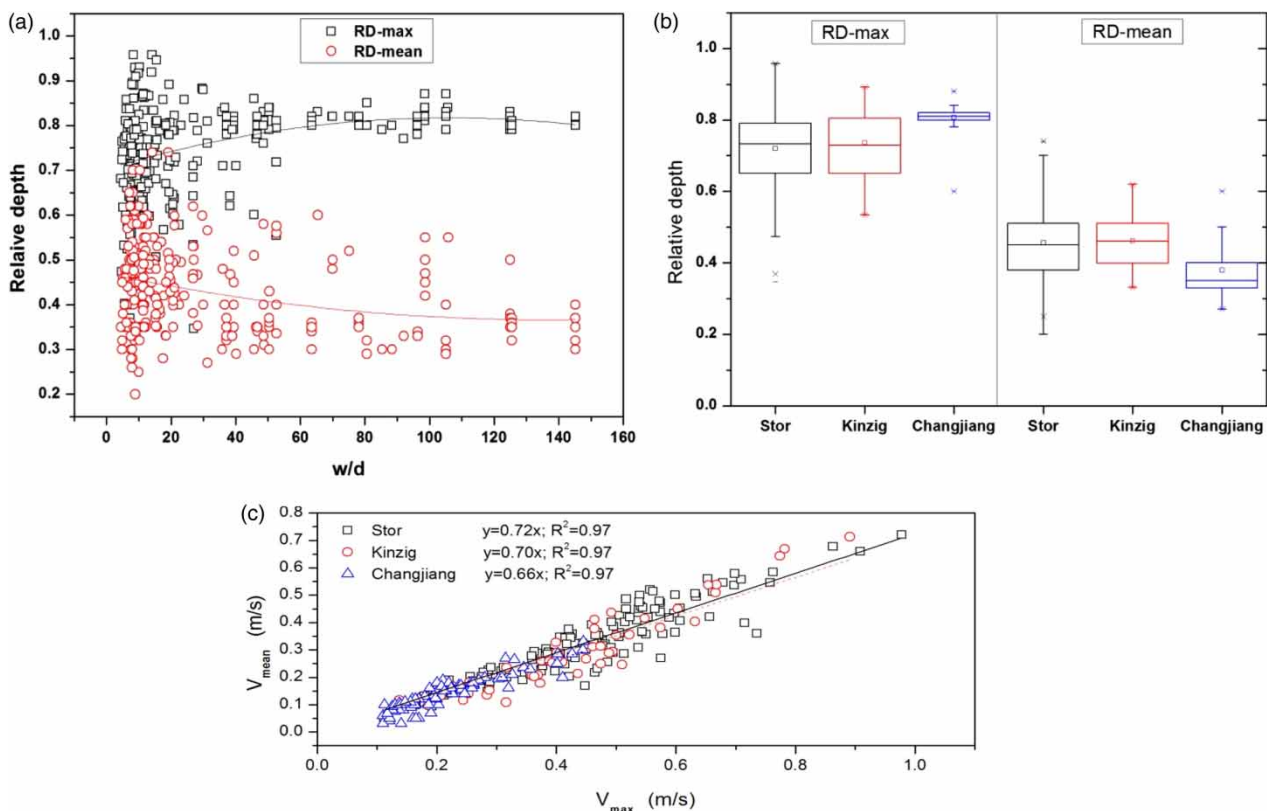 (a)
RD-max
RD-mean
Relaive depth
1.0
0.9
0.8
0.7
0.6
0.5
0.4
0.3
0.2
0 20 40 60 80 100 120 140 160
w/d
(b)
RD-max RD-mean
Relative depth
1.0
0.8
0.6
0.4
0.2
0.0
Stor Kinzig Changjiang Stor Kinzig Changjiang
(c)
Stor y=0.72x; R²=0.97
Kinzig y=0.70x; R²=0.97
Changjiang y=0.66x; R²=0.97
V_mean (m/s)
0.8
0.7
0.6
0.5
0.4
0.3
0.2
0.1
0.0
0.0 0.2 0.4 0.6 0.8 1.0
V_max (m/s)